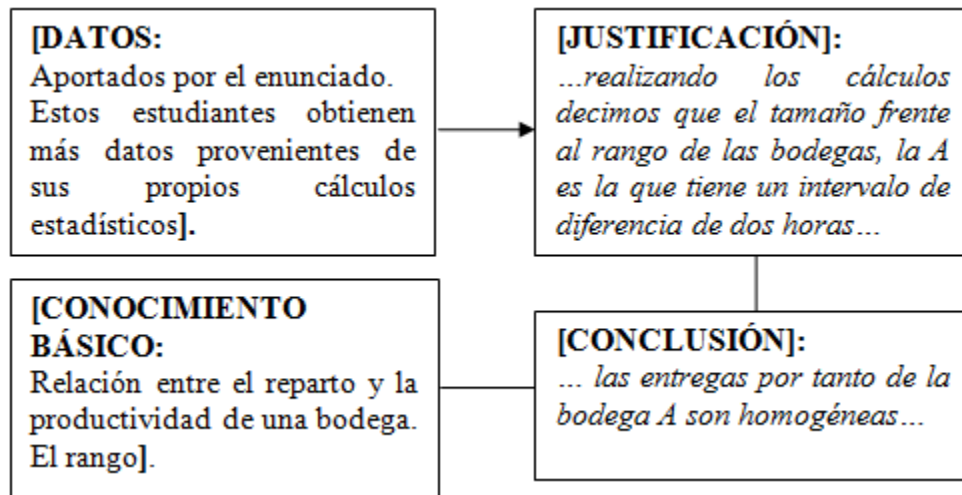 [DATOS:
Aportados por el enunciado.
Estos estudiantes obtienen
más datos provenientes de
sus propios cálculos
estadísticos].
[JUSTIFICACIÓN]:
…realizando los cálculos
decimos que el tamaño frente
al rango de las bodegas, la A
es la que tiene un intervalo de
diferencia de dos horas…
[CONOCIMIENTO
BÁSICO:
Relación entre el reparto y la
productividad de una bodega.
El rango].
[CONCLUSIÓN]:
… las entregas por tanto de la
bodega A son homogéneas…